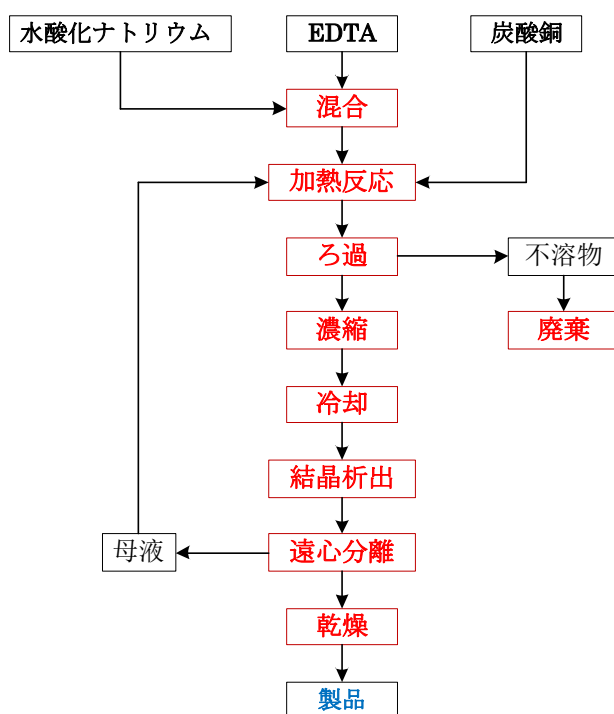 水酸化ナトリウム
EDTA
炭酸銅
混合
加熱反応
ろ過
不溶物
濃縮
廃棄
冷却
結晶析出
母液
遠心分離
乾燥
製品